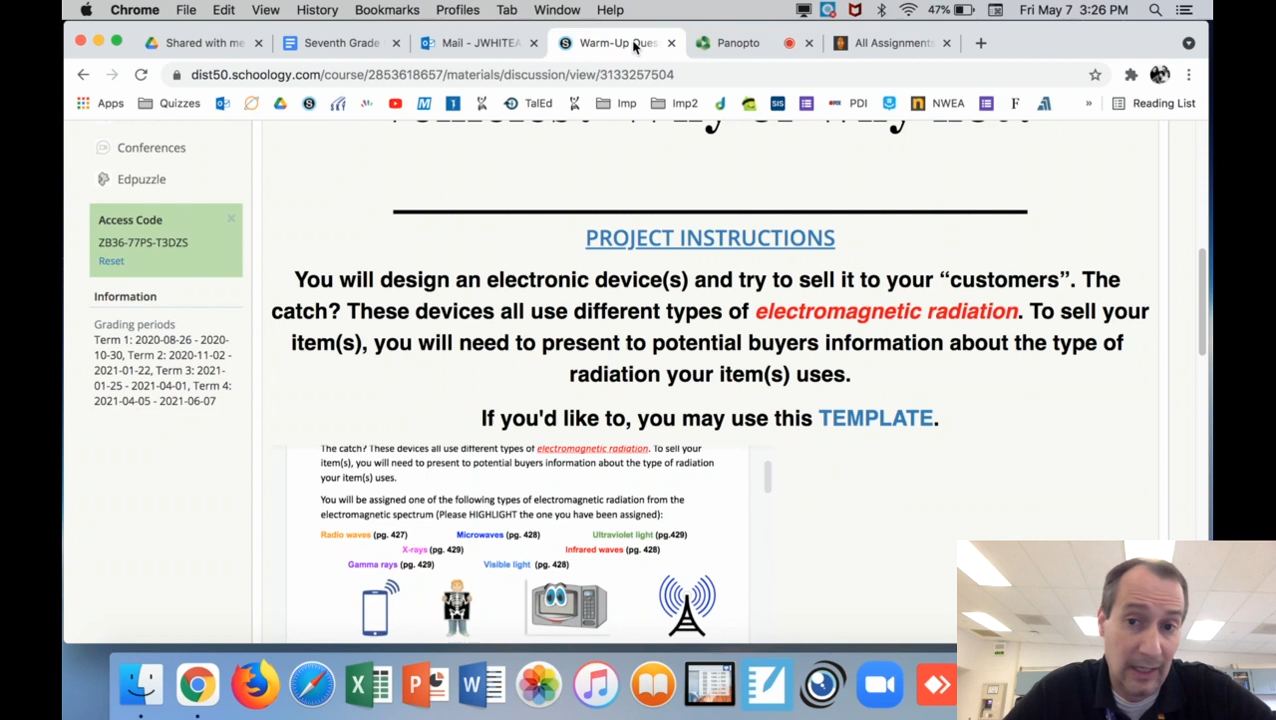 Chrome File Edit View History Bookmarks Profiles Tab Window Help 47% Fri May 7 3:26 PM
Shared with me Seventh Grade Mail - JWHITEA Warm-Up Ques Panopto All Assignments
dist50.schoology.com/course/2853618657/materials/discussion/view/3133257504
Apps Quizzes TalEd Imp Imp2 SIS PDI NWEA F » Reading List
Conferences
Edpuzzle
Access Code
ZB36-77PS-T3DZS
Reset
Information
Grading periods
Term 1: 2020-08-26 - 2020-
10-30, Term 2: 2020-11-02 -
2021-01-22, Term 3: 2021-
01-25 - 2021-04-01, Term 4:
2021-04-05 - 2021-06-07
PROJECT INSTRUCTIONS
You will design an electronic device(s) and try to sell it to your “customers”. The
catch? These devices all use different types of electromagnetic radiation. To sell your
item(s), you will need to present to potential buyers information about the type of
radiation your item(s) uses.
If you'd like to, you may use this TEMPLATE.
The catch? These devices all use different types of electromagnetic radiation. To sell your
item(s), you will need to present to potential buyers information about the type of radiation
your item(s) uses.
You will be assigned one of the following types of electromagnetic radiation from the
electromagnetic spectrum (Please HIGHLIGHT the one you have been assigned):
Radio waves (pg. 427) Microwaves (pg. 428) Ultraviolet light (pg.429)
X-rays (pg. 429) Infrared waves (pg. 428)
Gamma rays (pg. 429) Visible light (pg. 428)